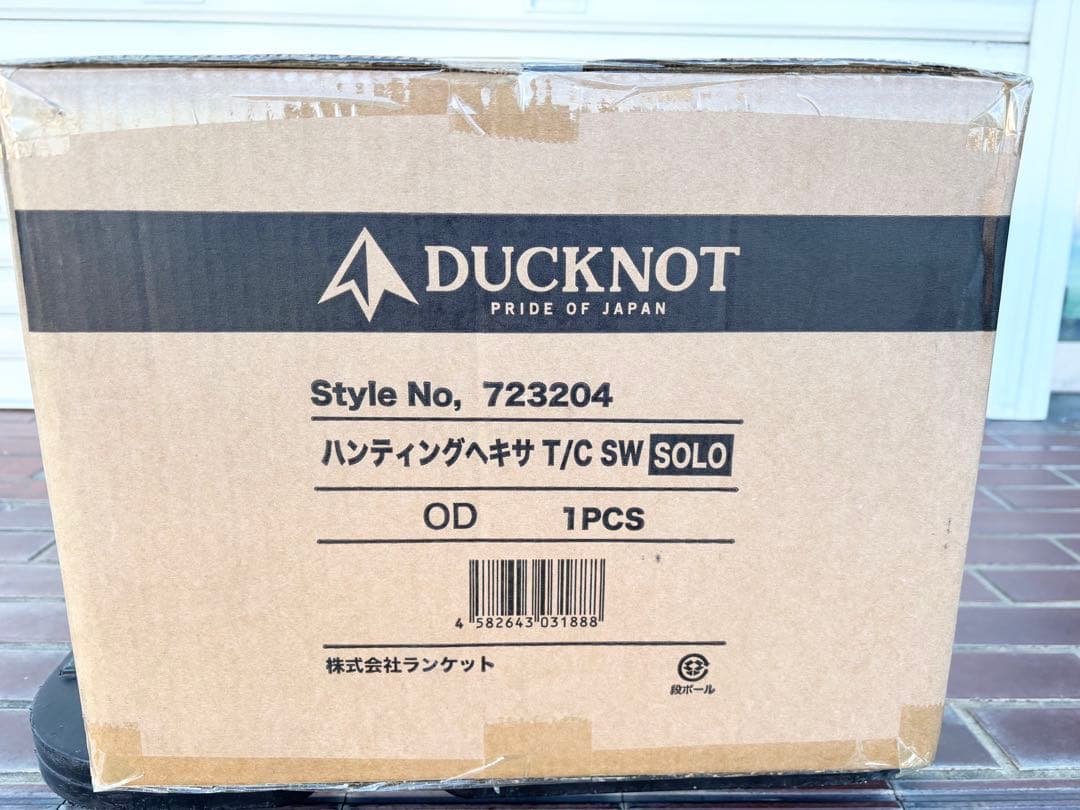 DUCKNOT
PRIDE OF JAPAN
Style No, 723204
ハンティングヘキサ T/C SW SOLO
OD 1PCS
4 582643 031888
株式会社ランケット
段ボール